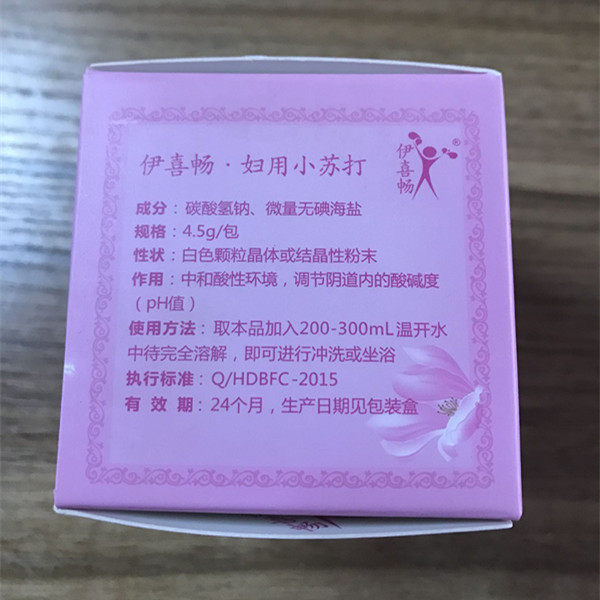 伊喜畅·妇用小苏打
伊喜畅®
成分：碳酸氢钠、微量无碘海盐
规格：4.5g/包
性状：白色颗粒晶体或结晶性粉末
作用：中和酸性环境，调节阴道内的酸碱度
（pH值）
使用方法：取本品加入200-300mL温开水
中待完全溶解，即可进行冲洗或坐浴
执行标准：Q/HDBFC-2015
有 效 期：24个月，生产日期见包装盒